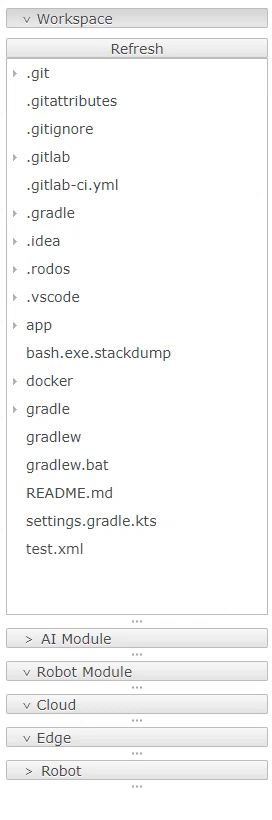 Workspace
Refresh
.git
.gitattributes
.gitignore
.gitlab
.gitlab-ci.yml
.gradle
.idea
.rodos
.vscode
app
bash.exe.stackdump
docker
gradle
gradlew
gradlew.bat
README.md
settings.gradle.kts
test.xml
> AI Module
Robot Module
Cloud
Edge
> Robot